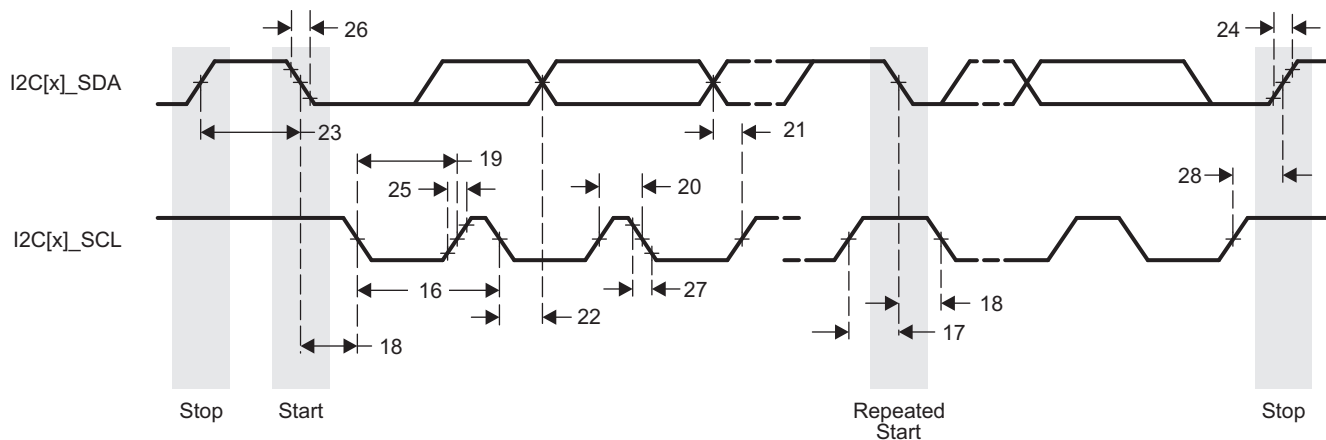 26
24
I2C[x]_SDA
23
21
19
25
20
28
I2C[x]_SCL
16
27
18
22
17
18
Stop
Start
Repeated
Start
Stop